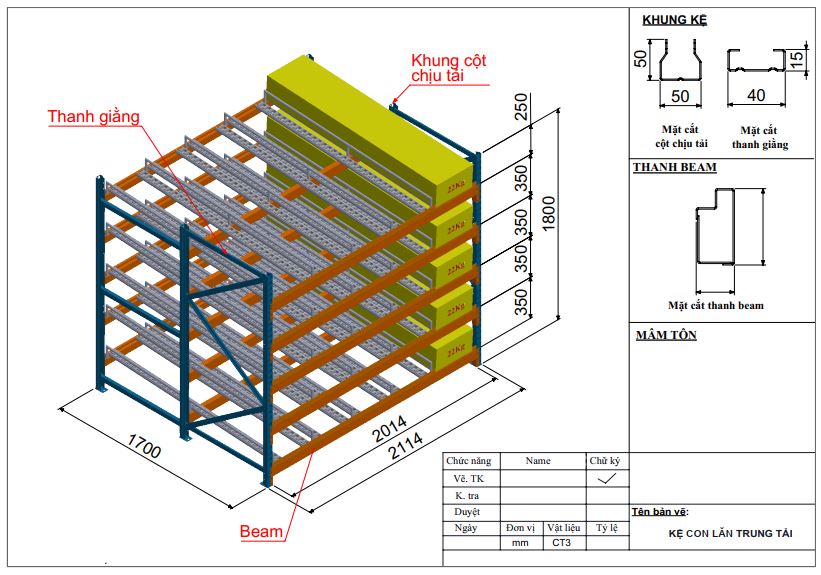 Khung cột
chịu tải
Thanh giằng
250
350
350
350
350
1800
22Kg
22Kg
22Kg
22Kg
22Kg
1700
2014
2114
Beam
KHUNG KỆ
50
50
15
40
Mặt cắt
cột chịu tải
Mặt cắt
thanh giằng
THANH BEAM
Mặt cắt thanh beam
MÂM TÔN
Chức năng Name Chữ ký
Vẽ. TK
K. tra
Duyệt
Ngày Đơn vị Vật liệu Tỷ lệ
mm CT3
Tên bản vẽ:
KỆ CON LĂN TRUNG TẢI